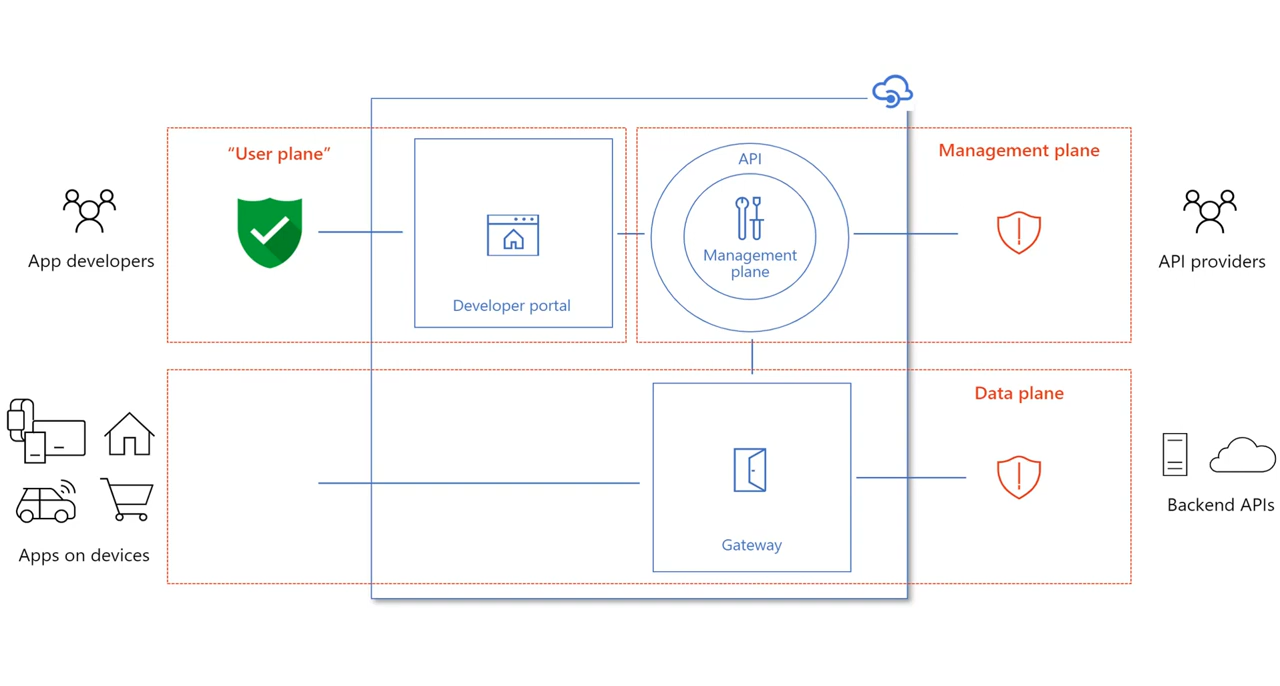 “User plane”
Management plane
API
Management
plane
App developers
Developer portal
API providers
Data plane
Gateway
Backend APIs
Apps on devices